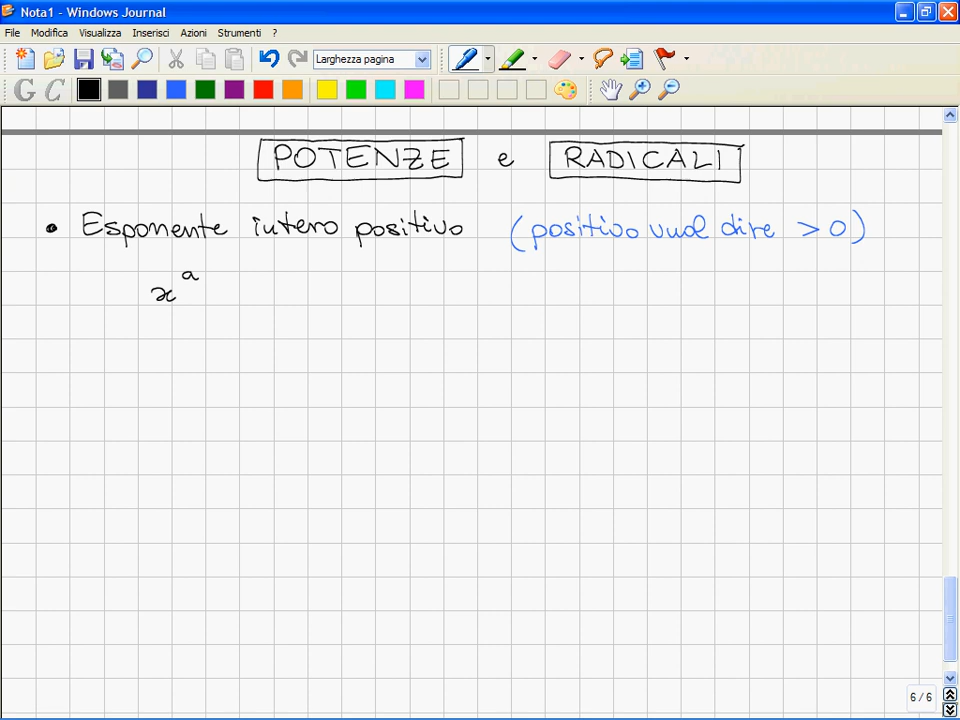 Nota1 - Windows Journal
File Modifica Visualizza Inserisci Azioni Strumenti ?
Larghezza pagina
G C
POTENZE e RADICALI
• Esponente intero positivo (positivo vuol dire > 0)
x^a
6 / 6